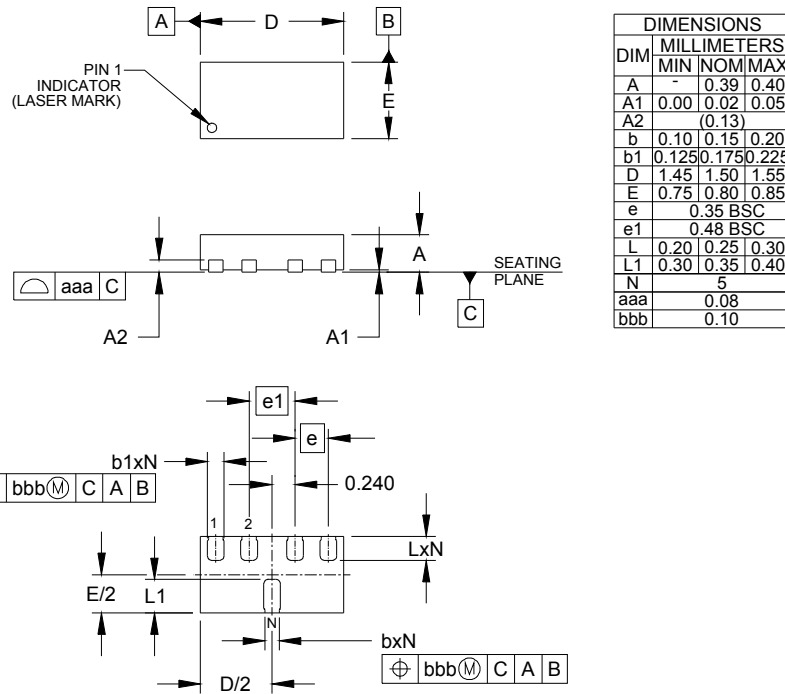 A
D
B
PIN 1
INDICATOR
(LASER MARK)
E
A
SEATING
PLANE
aaa C
C
A2
A1
e1
e
b1xN
0.240
bbbⓂ C A B
1
2
LxN
E/2
L1
N
bxN
⌖ bbbⓂ C A B
D/2
DIMENSIONS
DIM MILLIMETERS
MIN NOM MAX
A - 0.39 0.40
A1 0.00 0.02 0.05
A2 (0.13)
b 0.10 0.15 0.20
b1 0.125 0.175 0.225
D 1.45 1.50 1.55
E 0.75 0.80 0.85
e 0.35 BSC
e1 0.48 BSC
L 0.20 0.25 0.30
L1 0.30 0.35 0.40
N 5
aaa 0.08
bbb 0.10